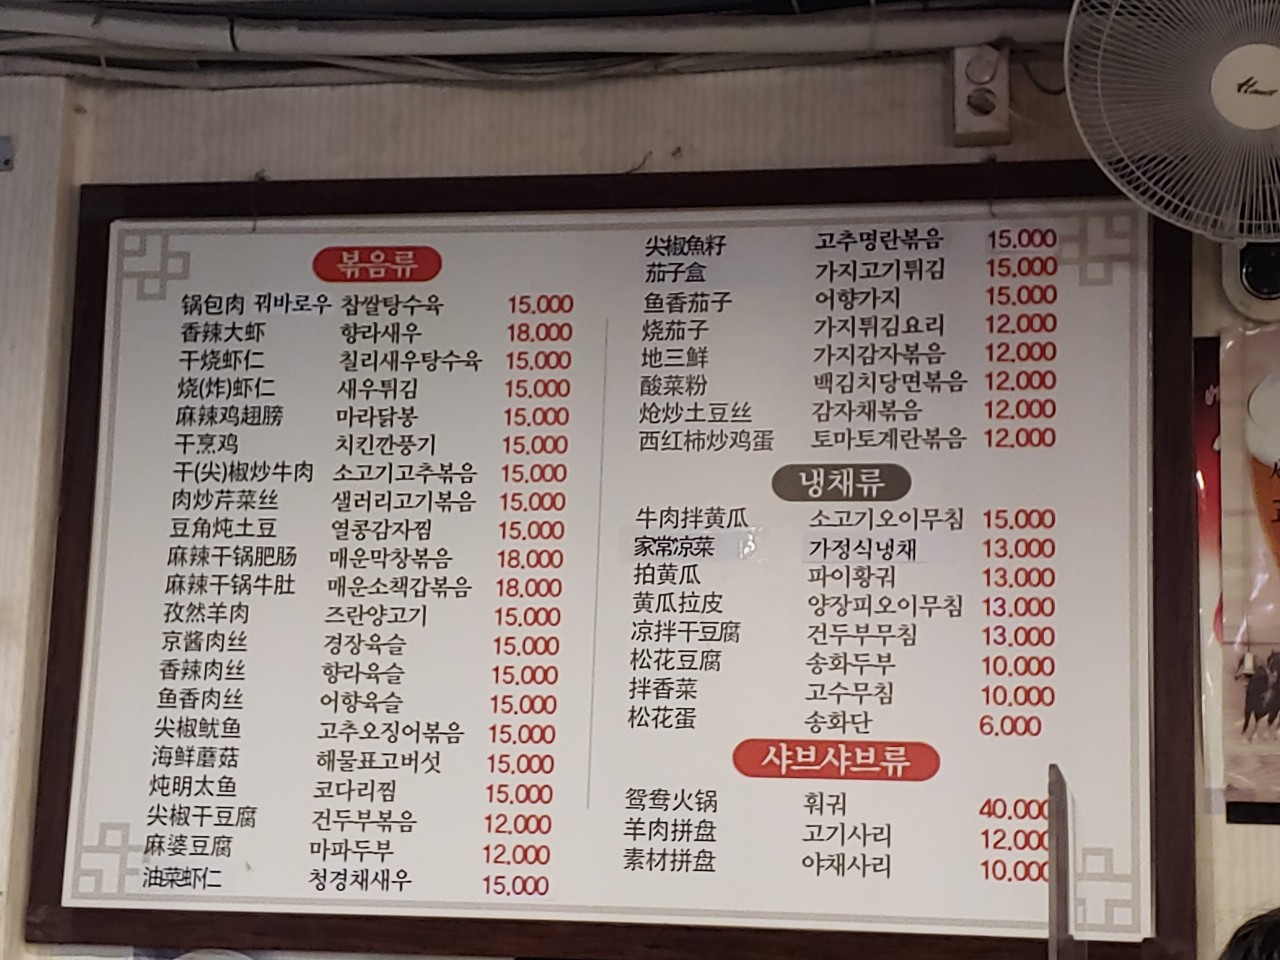 볶음류
锅包肉 꿔바로우 찹쌀탕수육 15.000
香辣大虾 향라새우 18.000
干烧虾仁 칠리새우탕수육 15.000
烧(炸)虾仁 새우튀김 15.000
麻辣鸡翅膀 마라닭봉 15.000
干烹鸡 치킨깐풍기 15.000
干(尖)椒炒牛肉 소고기고추볶음 15.000
肉炒芹菜丝 샐러리고기볶음 15.000
豆角炖土豆 열콩감자찜 15.000
麻辣干锅肥肠 매운막창볶음 18.000
麻辣干锅牛肚 매운소책갑볶음 18.000
孜然羊肉 즈란양고기 15.000
京酱肉丝 경장육슬 15.000
香辣肉丝 향라육슬 15.000
鱼香肉丝 어향육슬 15.000
尖椒鱿鱼 고추오징어볶음 15.000
海鲜蘑菇 해물표고버섯 15.000
炖明太鱼 코다리찜 15.000
尖椒干豆腐 건두부볶음 12.000
麻婆豆腐 마파두부 12.000
油菜虾仁 청경채새우 15.000
尖椒魚籽 고추명란볶음 15.000
茄子盒 가지고기튀김 15.000
鱼香茄子 어향가지 15.000
烧茄子 가지튀김요리 12.000
地三鲜 가지감자볶음 12.000
酸菜粉 백김치당면볶음 12.000
炝炒土豆丝 감자채볶음 12.000
西红柿炒鸡蛋 토마토계란볶음 12.000
냉채류
牛肉拌黄瓜 소고기오이무침 15.000
家常凉菜 가정식냉채 13.000
拍黄瓜 파이황궈 13.000
黄瓜拉皮 양장피오이무침 13.000
凉拌干豆腐 건두부무침 13.000
松花豆腐 송화두부 10.000
拌香菜 고수무침 10.000
松花蛋 송화단 6.000
샤브샤브류
鸳鸯火锅 훠궈 40.000
羊肉拼盘 고기사리 12.000
素材拼盘 야채사리 10.000